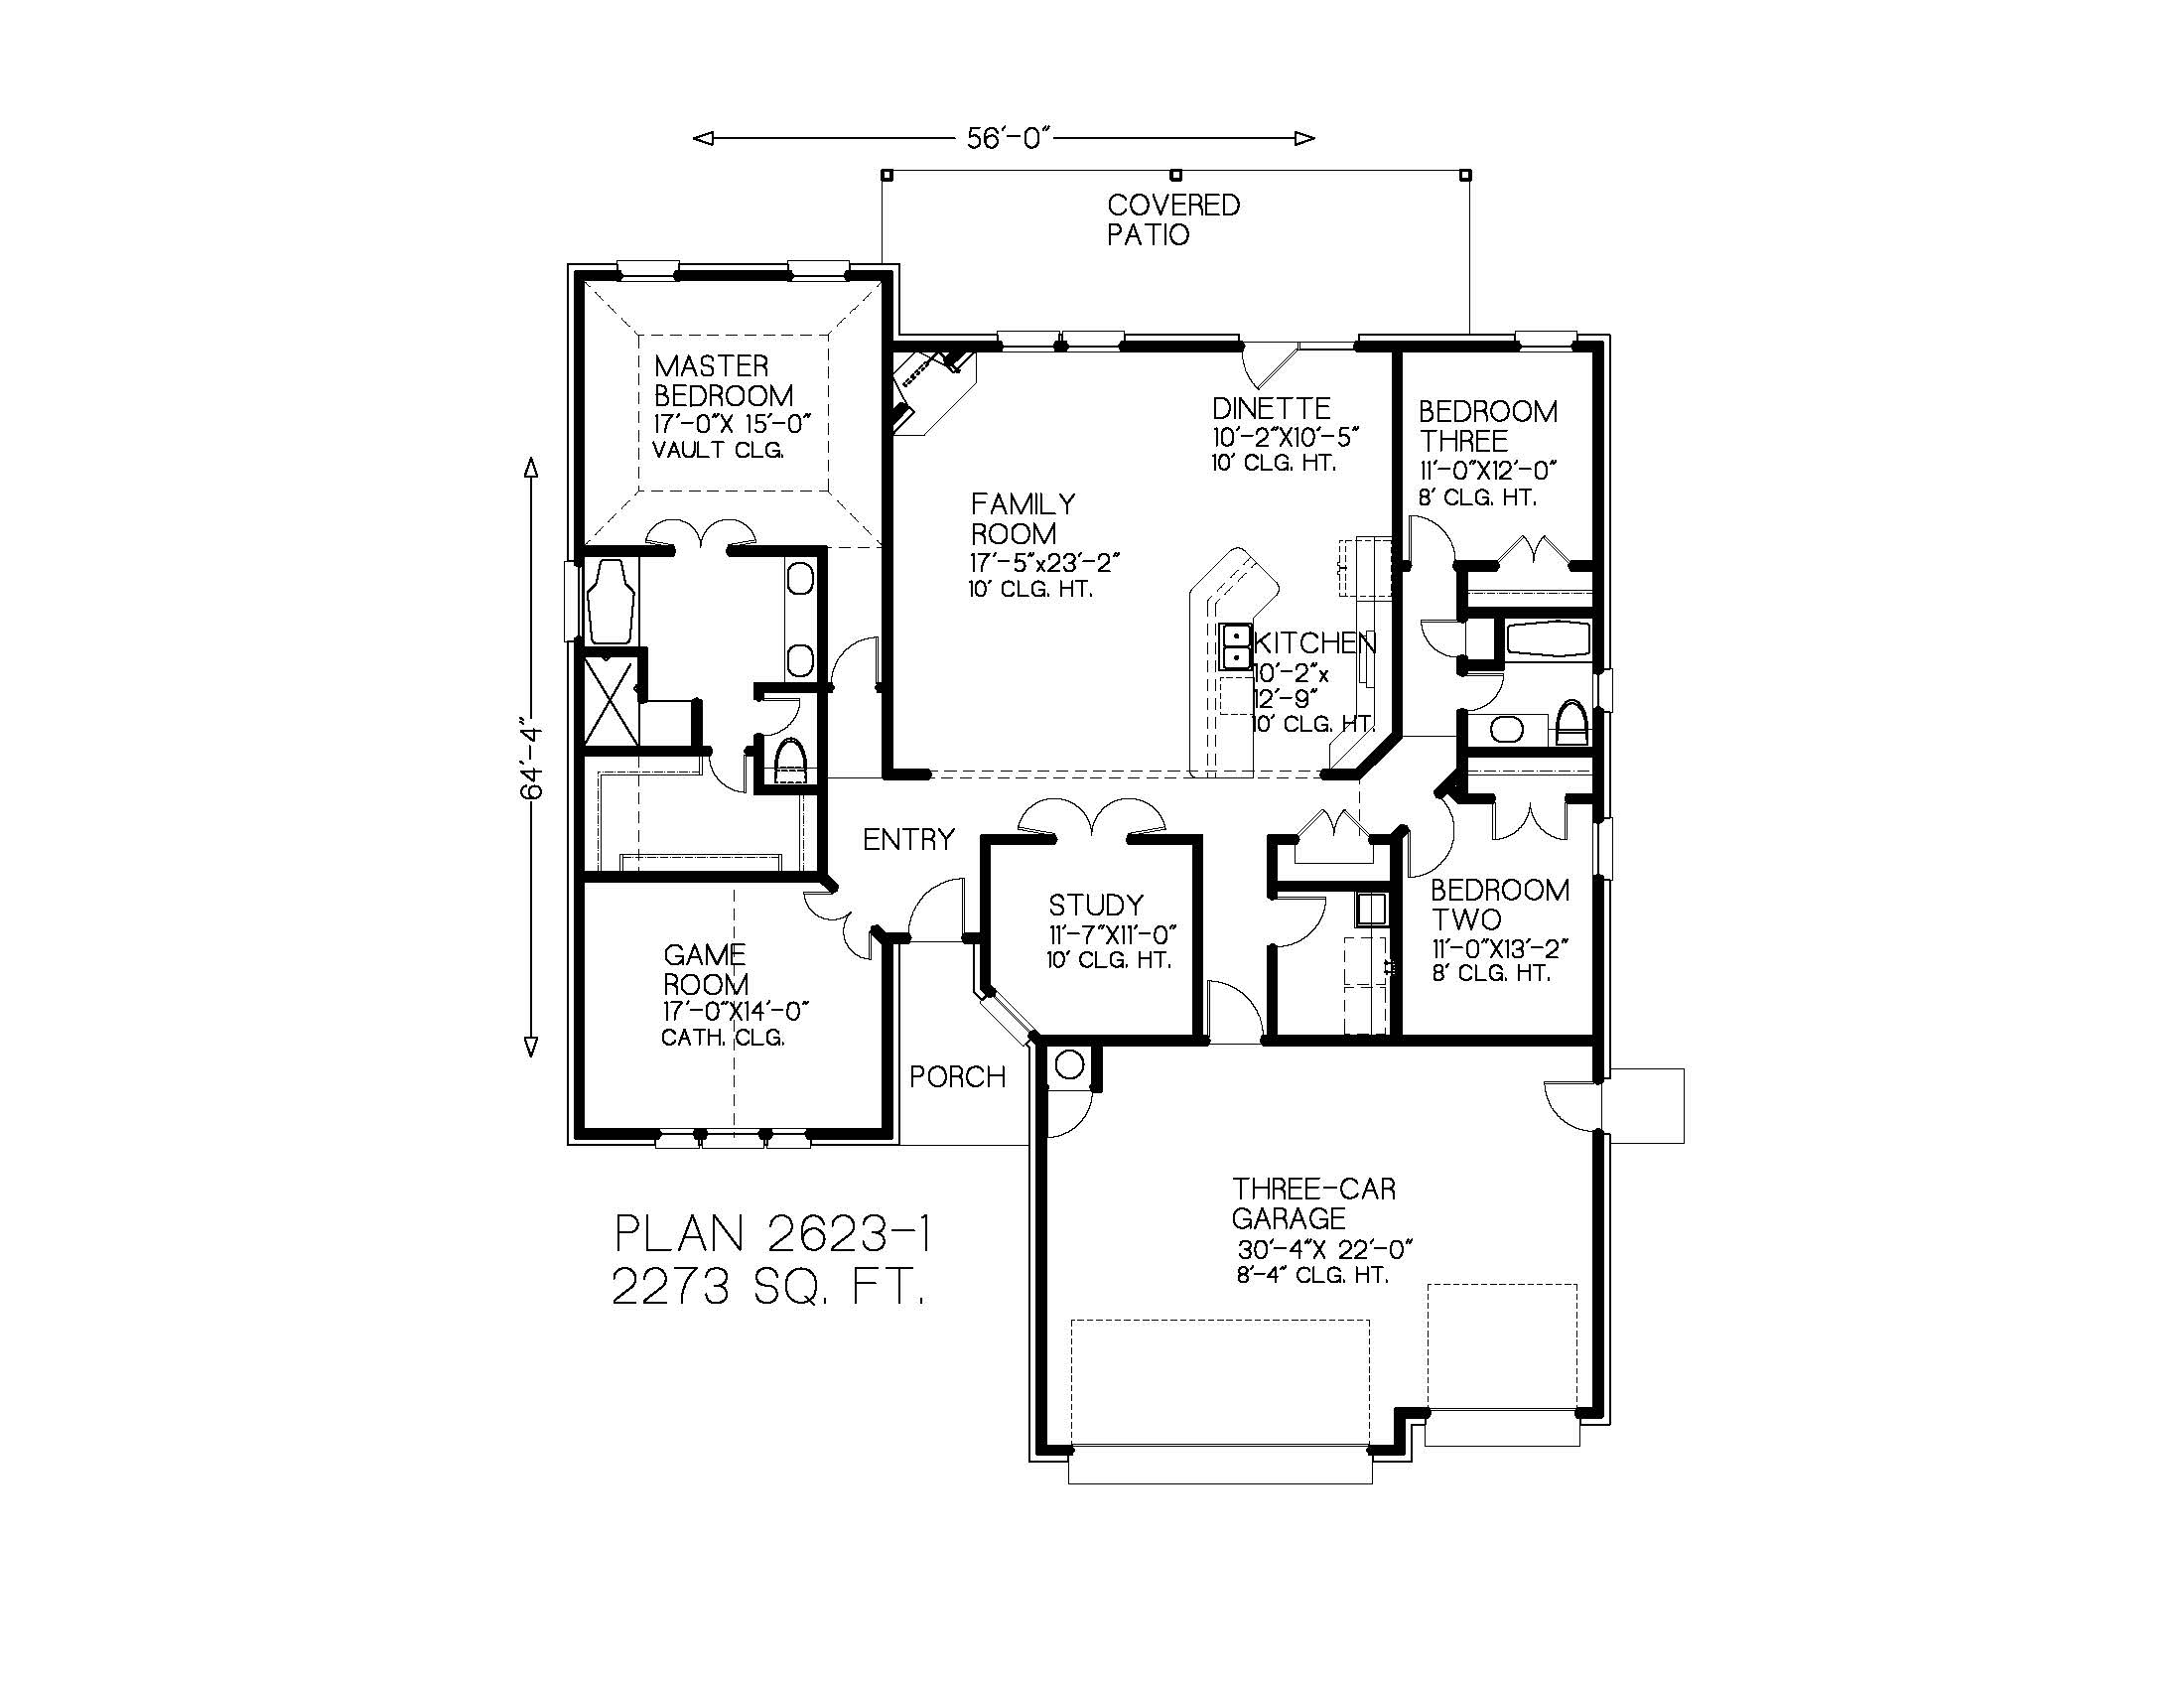 56'-0"
COVERED
PATIO
MASTER
BEDROOM
17'-0"X 15'-0"
VAULT CLG.
DINETTE
10'-2"X10'-5"
10' CLG. HT.
BEDROOM
THREE
11'-0"X12'-0"
8' CLG. HT.
FAMILY
ROOM
17'-5"x23'-2"
10' CLG. HT.
KITCHEN
10'-2"x
12'-9"
10' CLG. HT.
64'-4"
ENTRY
STUDY
11'-7"X11'-0"
10' CLG. HT.
BEDROOM
TWO
11'-0"X13'-2"
8' CLG. HT.
GAME
ROOM
17'-0"X14'-0"
CATH. CLG.
PORCH
THREE-CAR
GARAGE
30'-4"X 22'-0"
8'-4" CLG. HT.
PLAN 2623-1
2273 SQ. FT.